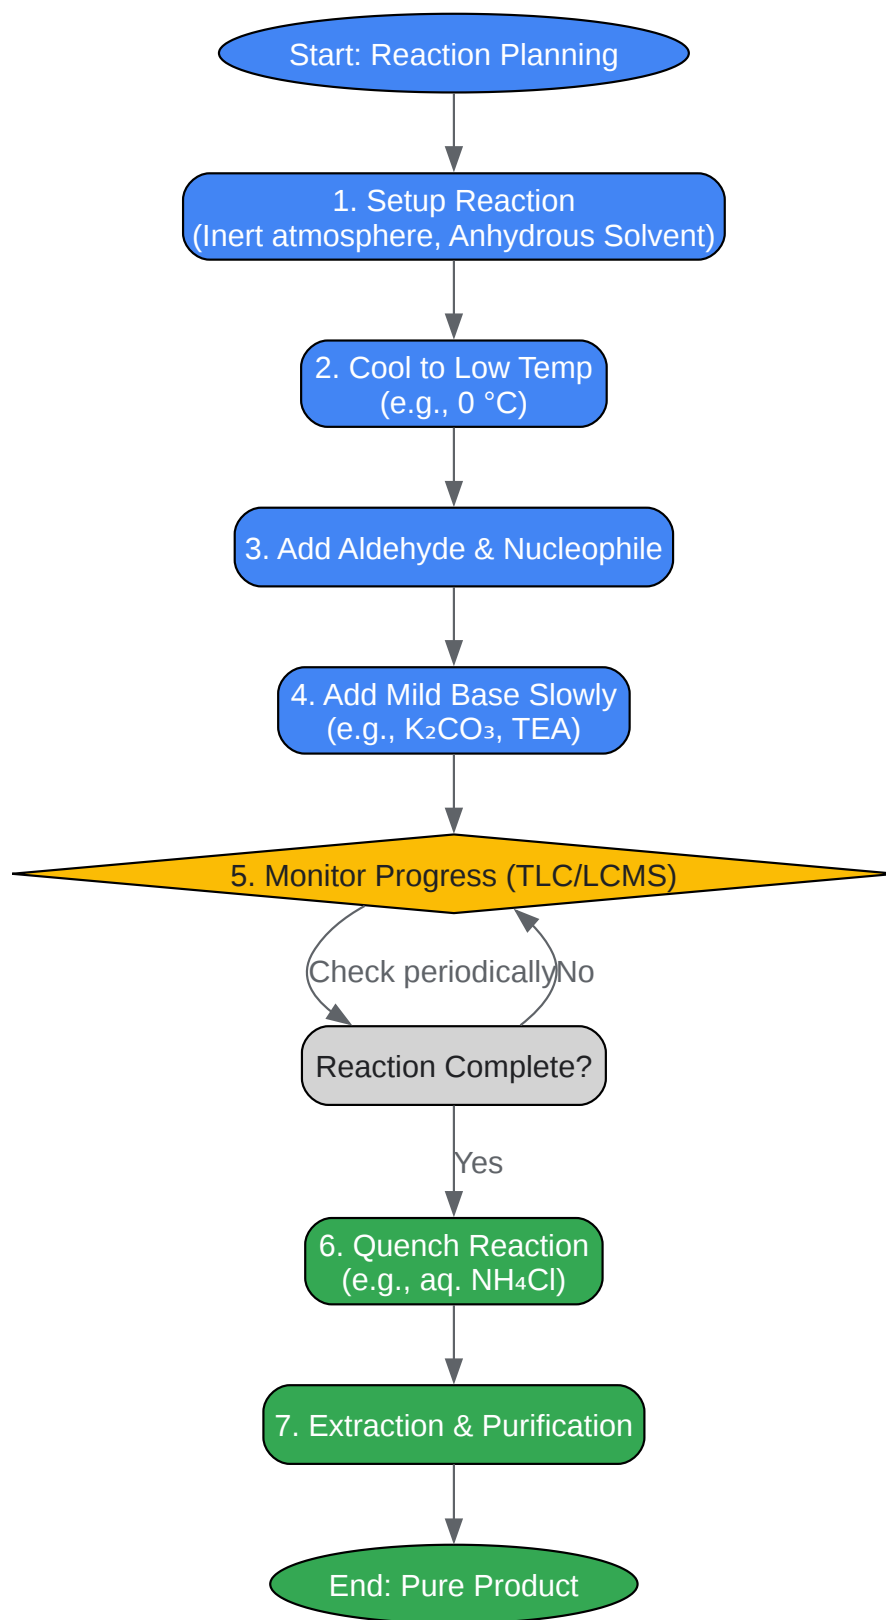 Start: Reaction Planning
1. Setup Reaction
(Inert atmosphere, Anhydrous Solvent)
2. Cool to Low Temp
(e.g., 0 °C)
3. Add Aldehyde & Nucleophile
4. Add Mild Base Slowly
(e.g., K₂CO₃, TEA)
5. Monitor Progress (TLC/LCMS)
Check periodically
No
Reaction Complete?
Yes
6. Quench Reaction
(e.g., aq. NH₄Cl)
7. Extraction & Purification
End: Pure Product